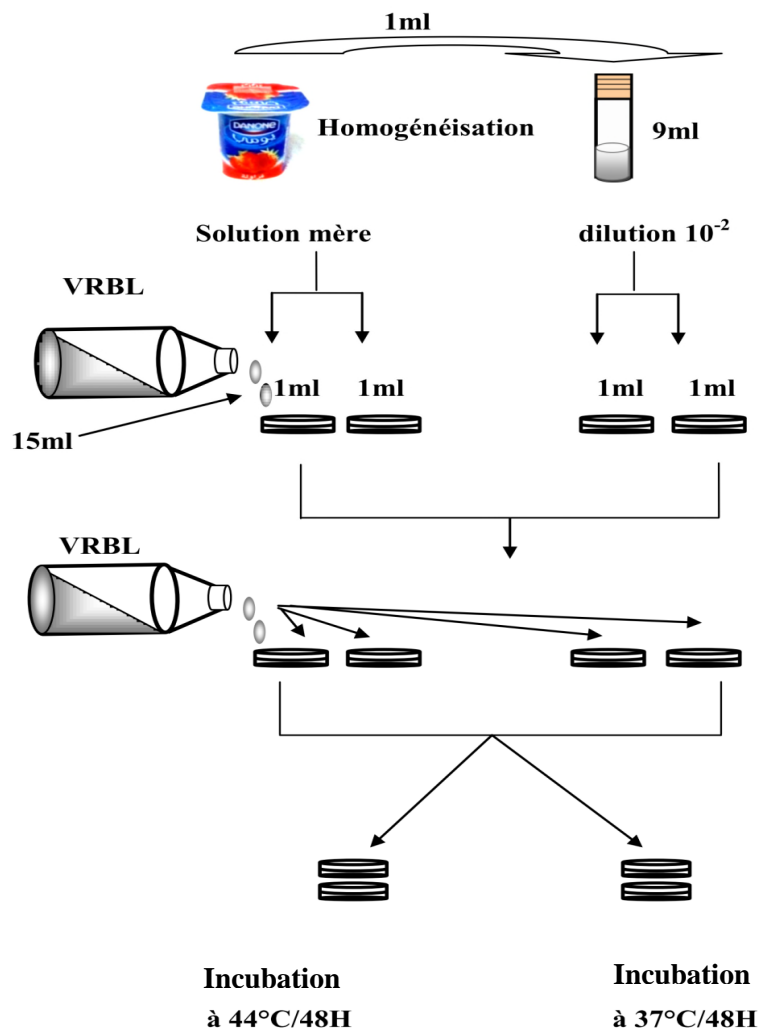 1ml
DANONE
Homogénéisation
9ml
Solution mère
dilution 10⁻²
VRBL
1ml
1ml
1ml
1ml
15ml
VRBL
Incubation
à 44°C/48H
Incubation
à 37°C/48H